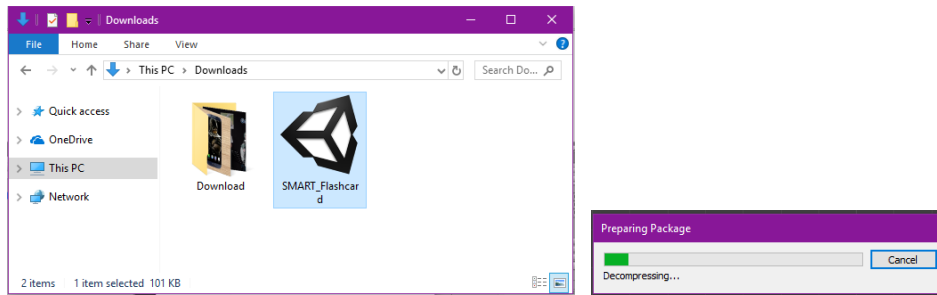 Downloads
File Home Share View
This PC > Downloads
Search Do...
Quick access
OneDrive
This PC
Network
Download
SMART_Flashcar
d
2 items 1 item selected 101 KB
Preparing Package
Cancel
Decompressing...